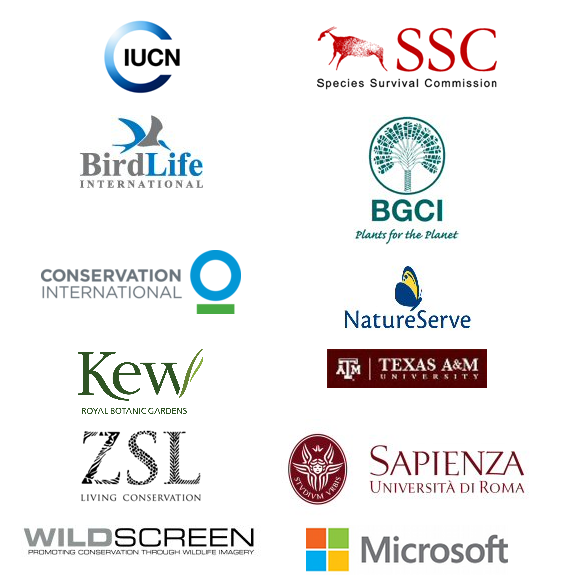 IUCN
SSC
Species Survival Commission
BirdLife
INTERNATIONAL
BGCI
Plants for the Planet
CONSERVATION
INTERNATIONAL
NatureServe
Kew
ROYAL BOTANIC GARDENS
TAM
TEXAS A&M
UNIVERSITY
ZSL
LIVING CONSERVATION
STVDIVM VRBIS
SAPIENZA
UNIVERSITÀ DI ROMA
WILDSCREEN
PROMOTING CONSERVATION THROUGH WILDLIFE IMAGERY
Microsoft